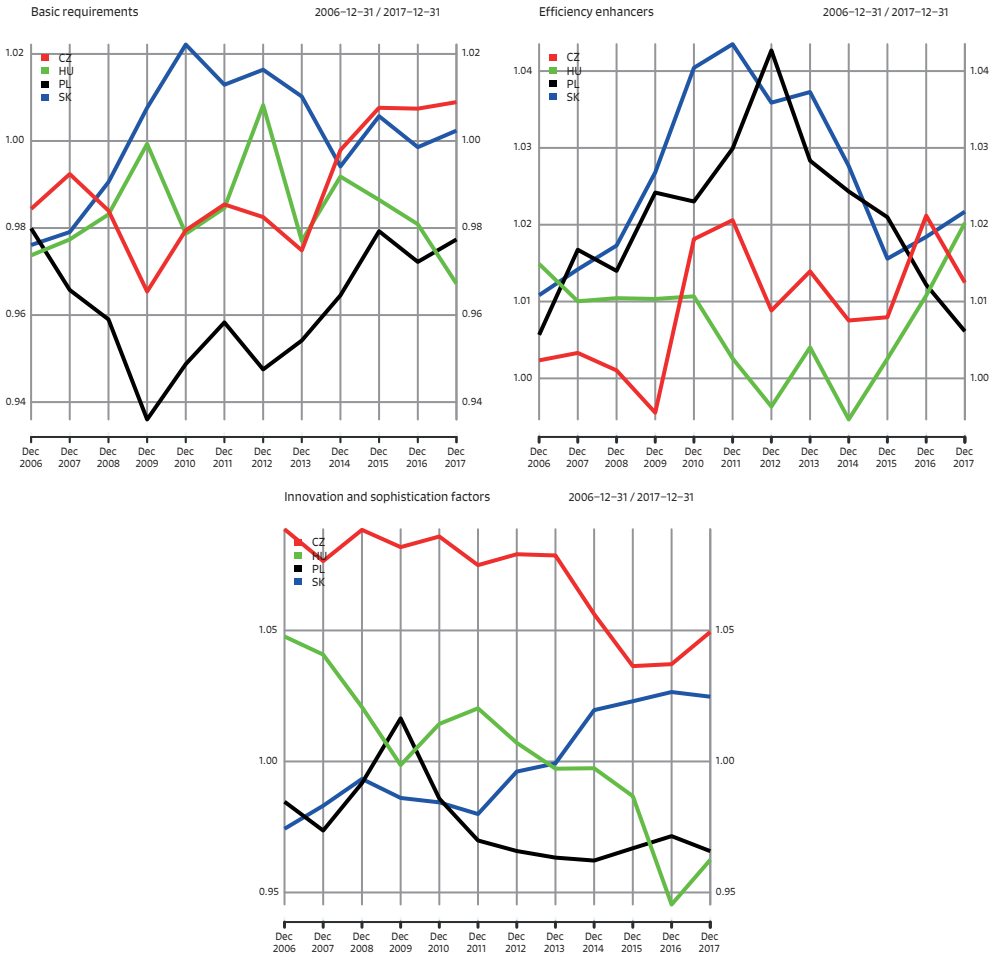 Basic requirements 2006–12–31 / 2017–12–31
1.02 1.02
CZ
HU
PL
SK
1.00 1.00
0.98 0.98
0.96 0.96
0.94 0.94
Dec Dec Dec Dec Dec Dec Dec Dec Dec Dec Dec Dec
2006 2007 2008 2009 2010 2011 2012 2013 2014 2015 2016 2017
Efficiency enhancers 2006–12–31 / 2017–12–31
CZ
1.04 HU 1.04
PL
SK
1.03 1.03
1.02 1.02
1.01 1.01
1.00 1.00
Dec Dec Dec Dec Dec Dec Dec Dec Dec Dec Dec Dec
2006 2007 2008 2009 2010 2011 2012 2013 2014 2015 2016 2017
Innovation and sophistication factors 2006–12–31 / 2017–12–31
CZ
HU
PL
SK
1.05 1.05
1.00 1.00
0.95 0.95
Dec Dec Dec Dec Dec Dec Dec Dec Dec Dec Dec Dec
2006 2007 2008 2009 2010 2011 2012 2013 2014 2015 2016 2017